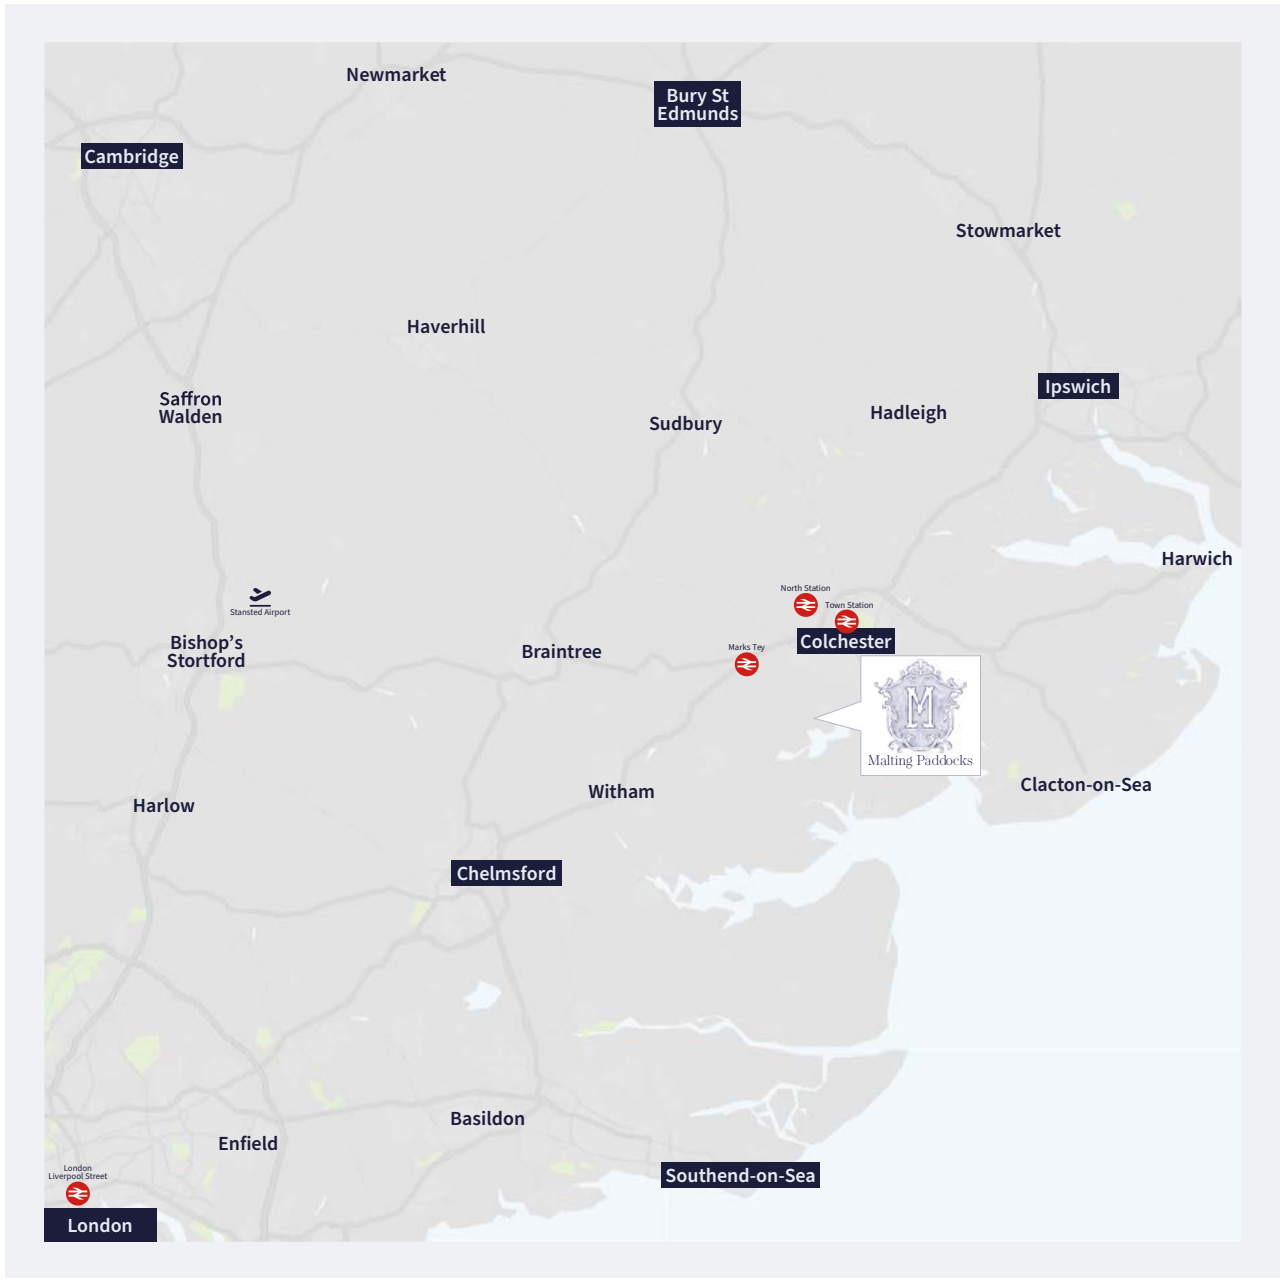 Newmarket
Bury St
Edmunds
Cambridge
Stowmarket
Haverhill
Ipswich
Saffron
Walden
Hadleigh
Sudbury
Harwich
North Station
Town Station
Stansted Airport
Bishop’s
Stortford
Colchester
Marks Tey
Braintree
M
Malting Paddocks
Clacton-on-Sea
Witham
Harlow
Chelmsford
Basildon
Enfield
London
Liverpool Street
Southend-on-Sea
London